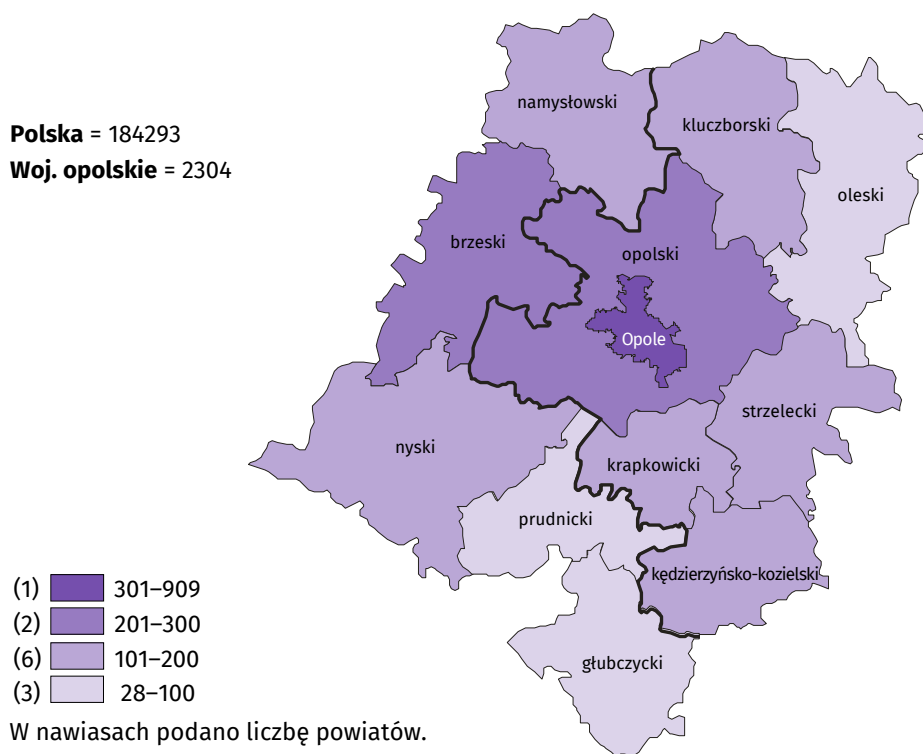 Polska = 184293
Woj. opolskie = 2304
namysłowski
kluczborski
oleski
brzeski
opolski
Opole
strzelecki
nyski
krapkowicki
prudnicki
kędzierzyńsko-kozielski
głubczycki
(1) 301–909
(2) 201–300
(6) 101–200
(3) 28–100
W nawiasach podano liczbę powiatów.